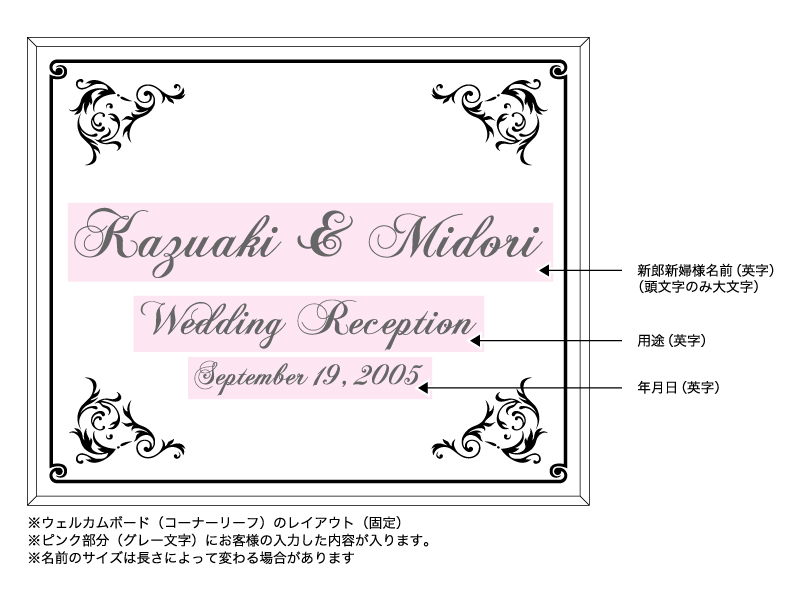 Kazuaki & Midori
新郎新婦様名前（英字）
（頭文字のみ大文字）
Wedding Reception
用途（英字）
September 19, 2005
年月日（英字）
※ウェルカムボード（コーナーリーフ）のレイアウト（固定）
※ピンク部分（グレー文字）にお客様の入力した内容が入ります。
※名前のサイズは長さによって変わる場合があります